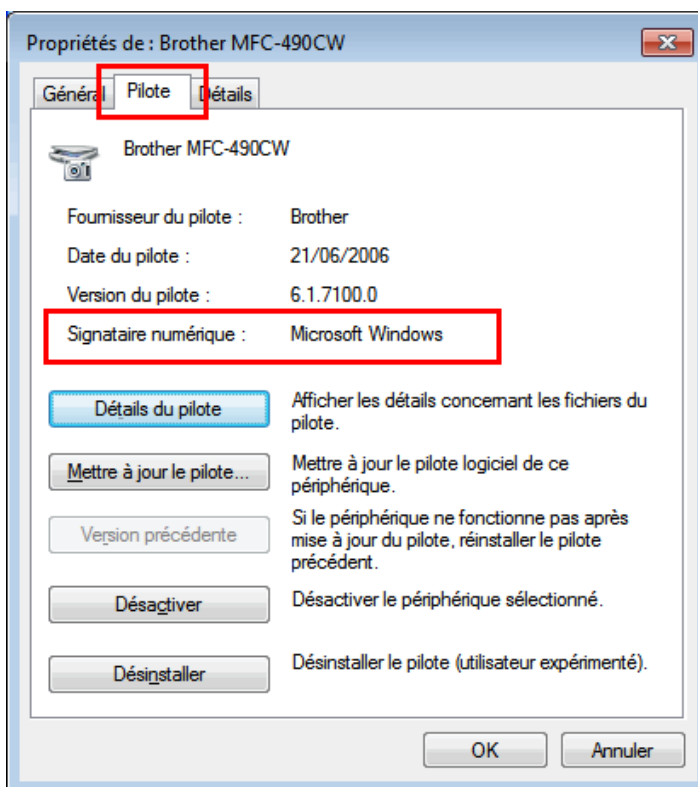 Propriétés de : Brother MFC-490CW
Général Pilote Détails
Brother MFC-490CW
Fournisseur du pilote : Brother
Date du pilote : 21/06/2006
Version du pilote : 6.1.7100.0
Signataire numérique : Microsoft Windows
Détails du pilote
Afficher les détails concernant les fichiers du
pilote.
Mettre à jour le pilote...
Mettre à jour le pilote logiciel de ce
périphérique.
Version précédente
Si le périphérique ne fonctionne pas après
mise à jour du pilote, réinstaller le pilote
précédent.
Désactiver
Désactiver le périphérique sélectionné.
Désinstaller
Désinstaller le pilote (utilisateur expérimenté).
OK Annuler